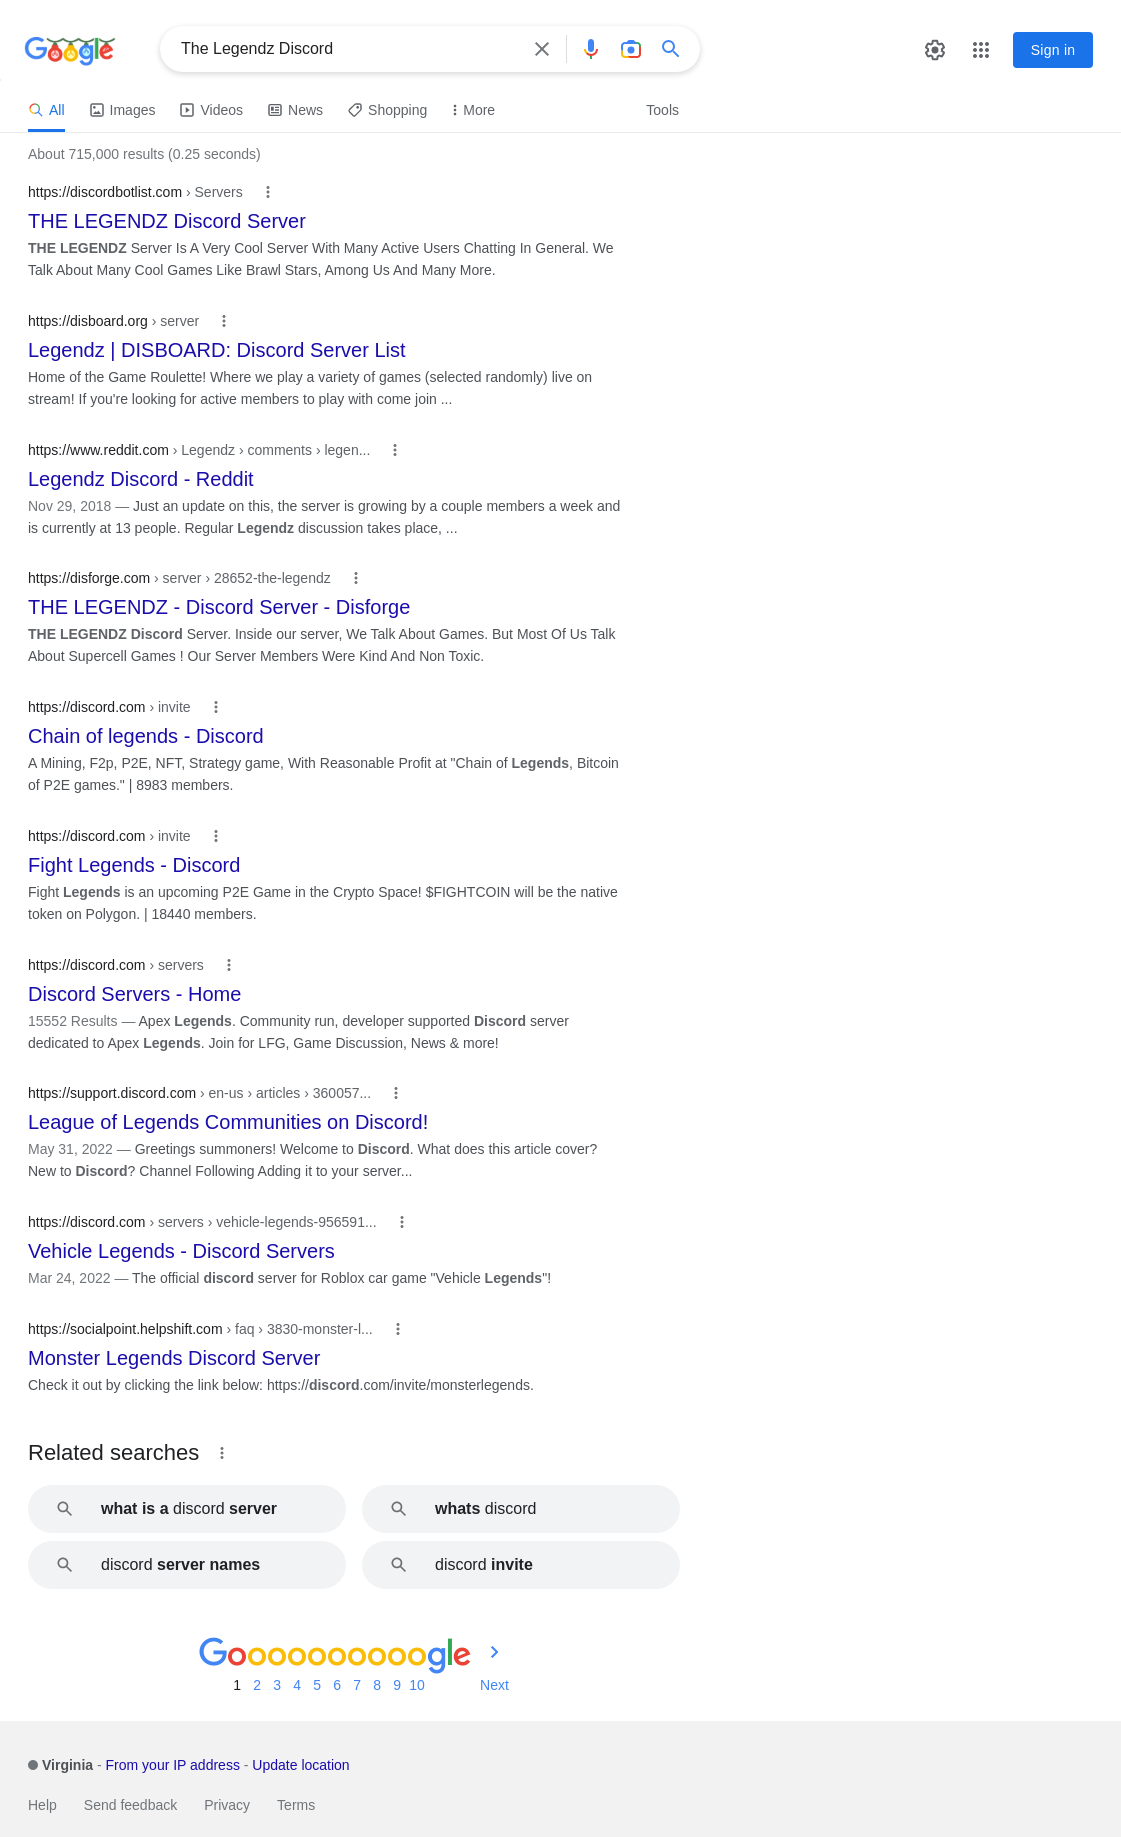 Google
The Legendz Discord
Sign in
All
Images
Videos
News
Shopping
More
Tools
About 715,000 results (0.25 seconds)
https://discordbotlist.com › Servers
THE LEGENDZ Discord Server
THE LEGENDZ Server Is A Very Cool Server With Many Active Users Chatting In General. We
Talk About Many Cool Games Like Brawl Stars, Among Us And Many More.
https://disboard.org › server
Legendz | DISBOARD: Discord Server List
Home of the Game Roulette! Where we play a variety of games (selected randomly) live on
stream! If you're looking for active members to play with come join ...
https://www.reddit.com › Legendz › comments › legen...
Legendz Discord - Reddit
Nov 29, 2018 — Just an update on this, the server is growing by a couple members a week and
is currently at 13 people. Regular Legendz discussion takes place, ...
https://disforge.com › server › 28652-the-legendz
THE LEGENDZ - Discord Server - Disforge
THE LEGENDZ Discord Server. Inside our server, We Talk About Games. But Most Of Us Talk
About Supercell Games ! Our Server Members Were Kind And Non Toxic.
https://discord.com › invite
Chain of legends - Discord
A Mining, F2p, P2E, NFT, Strategy game, With Reasonable Profit at "Chain of Legends, Bitcoin
of P2E games." | 8983 members.
https://discord.com › invite
Fight Legends - Discord
Fight Legends is an upcoming P2E Game in the Crypto Space! $FIGHTCOIN will be the native
token on Polygon. | 18440 members.
https://discord.com › servers
Discord Servers - Home
15552 Results — Apex Legends. Community run, developer supported Discord server
dedicated to Apex Legends. Join for LFG, Game Discussion, News & more!
https://support.discord.com › en-us › articles › 360057...
League of Legends Communities on Discord!
May 31, 2022 — Greetings summoners! Welcome to Discord. What does this article cover?
New to Discord? Channel Following Adding it to your server...
https://discord.com › servers › vehicle-legends-956591...
Vehicle Legends - Discord Servers
Mar 24, 2022 — The official discord server for Roblox car game "Vehicle Legends"!
https://socialpoint.helpshift.com › faq › 3830-monster-l...
Monster Legends Discord Server
Check it out by clicking the link below: https://discord.com/invite/monsterlegends.
Related searches
what is a discord server
whats discord
discord server names
discord invite
Goooooooooogle
1 2 3 4 5 6 7 8 9 10 Next
Virginia - From your IP address - Update location
Help Send feedback Privacy Terms